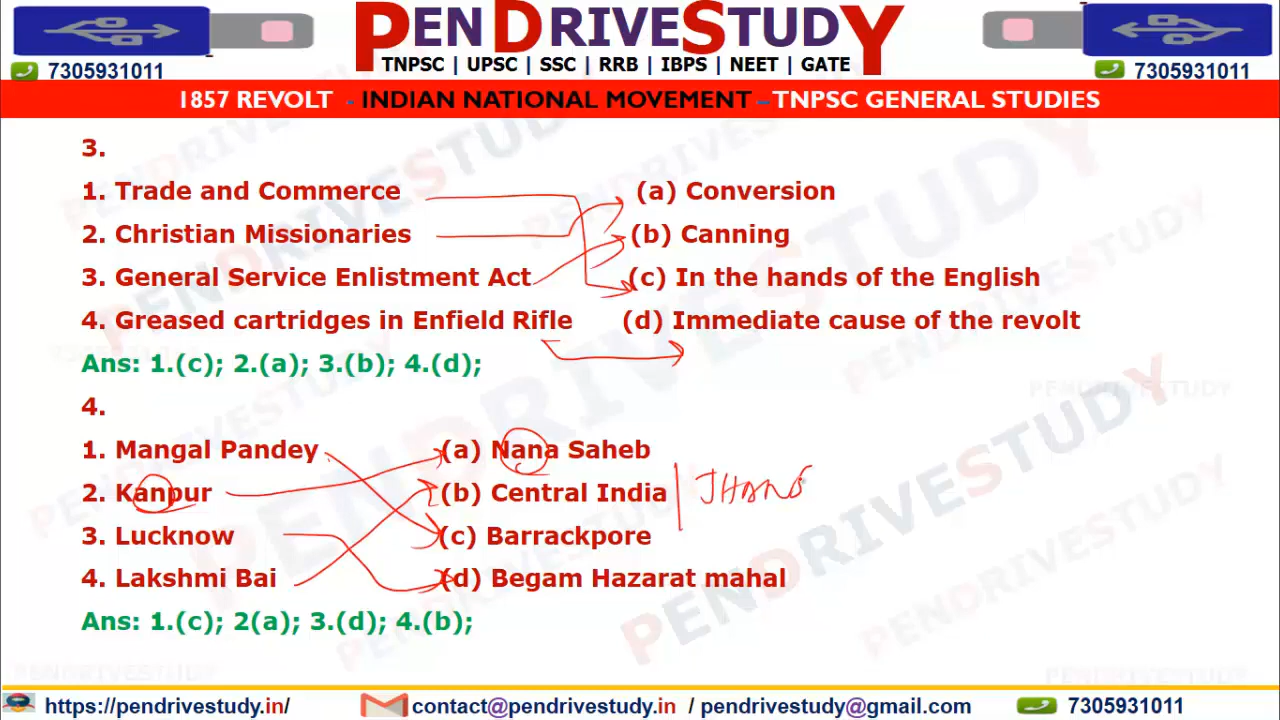 PENDRIVESTUDY
TNPSC | UPSC | SSC | RRB | IBPS | NEET | GATE
7305931011
7305931011
1857 REVOLT - INDIAN NATIONAL MOVEMENT – TNPSC GENERAL STUDIES
3.
1. Trade and Commerce (a) Conversion
2. Christian Missionaries (b) Canning
3. General Service Enlistment Act (c) In the hands of the English
4. Greased cartridges in Enfield Rifle (d) Immediate cause of the revolt
Ans: 1.(c); 2.(a); 3.(b); 4.(d);
4.
1. Mangal Pandey (a) Nana Saheb
2. Kanpur (b) Central India | JHANS
3. Lucknow (c) Barrackpore
4. Lakshmi Bai (d) Begam Hazarat mahal
Ans: 1.(c); 2(a); 3.(d); 4.(b);
https://pendrivestudy.in/ contact@pendrivestudy.in / pendrivestudy@gmail.com 7305931011